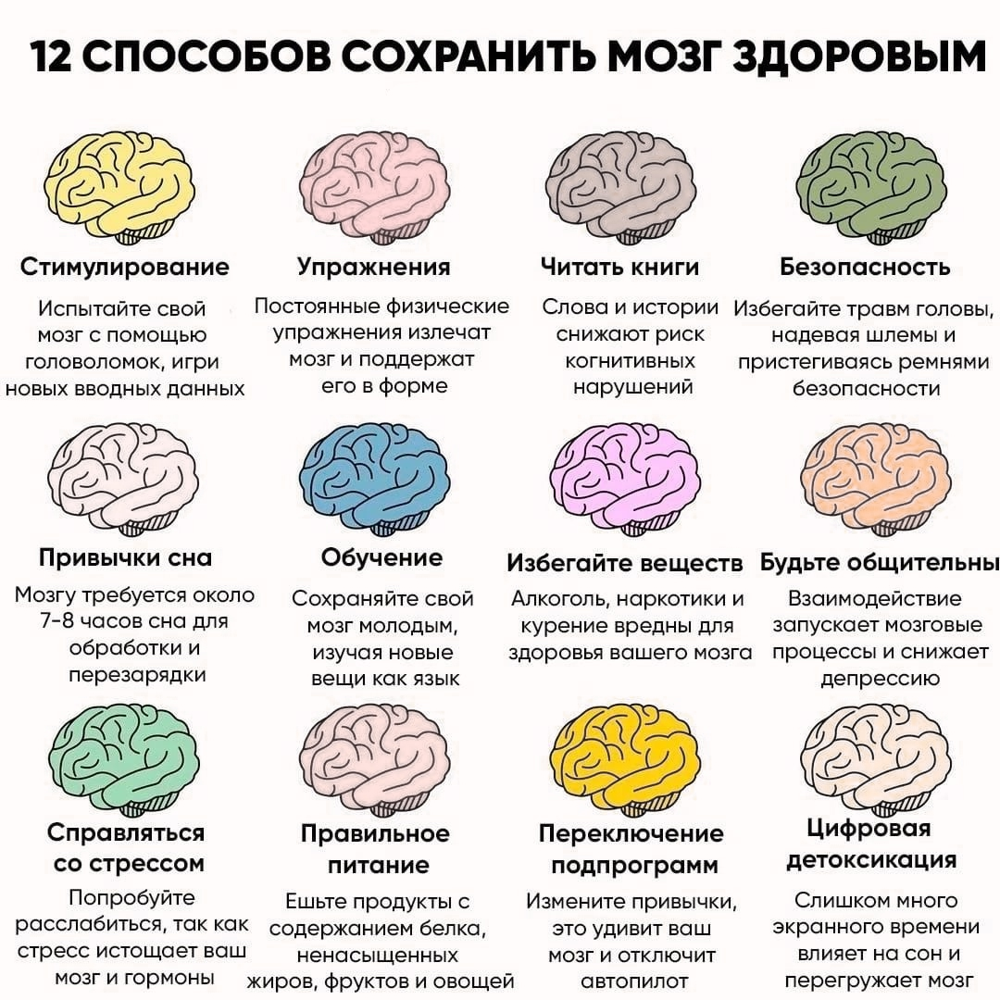 12 СПОСОБОВ СОХРАНИТЬ МОЗГ ЗДОРОВЫМ
Стимулирование
Испытайте свой
мозг с помощью
головоломок, игри
новых вводных данных
Упражнения
Постоянные физические
упражнения излечат
мозг и поддержат
его в форме
Читать книги
Слова и истории
снижают риск
когнитивных
нарушений
Безопасность
Избегайте травм головы,
надевая шлемы и
пристегиваясь ремнями
безопасности
Привычки сна
Мозгу требуется около
7-8 часов сна для
обработки и
перезарядки
Обучение
Сохраняйте свой
мозг молодым,
изучая новые
вещи как язык
Избегайте веществ
Алкоголь, наркотики и
курение вредны для
здоровья вашего мозга
Будьте общительны
Взаимодействие
запускает мозговые
процессы и снижает
депрессию
Справляться
со стрессом
Попробуйте
расслабиться, так как
стресс истощает ваш
мозг и гормоны
Правильное
питание
Ешьте продукты с
содержанием белка,
ненасыщенных
жиров, фруктов и овощей
Переключение
подпрограмм
Измените привычки,
это удивит ваш
мозг и отключит
автопилот
Цифровая
детоксикация
Слишком много
экранного времени
влияет на сон и
перегружает мозг